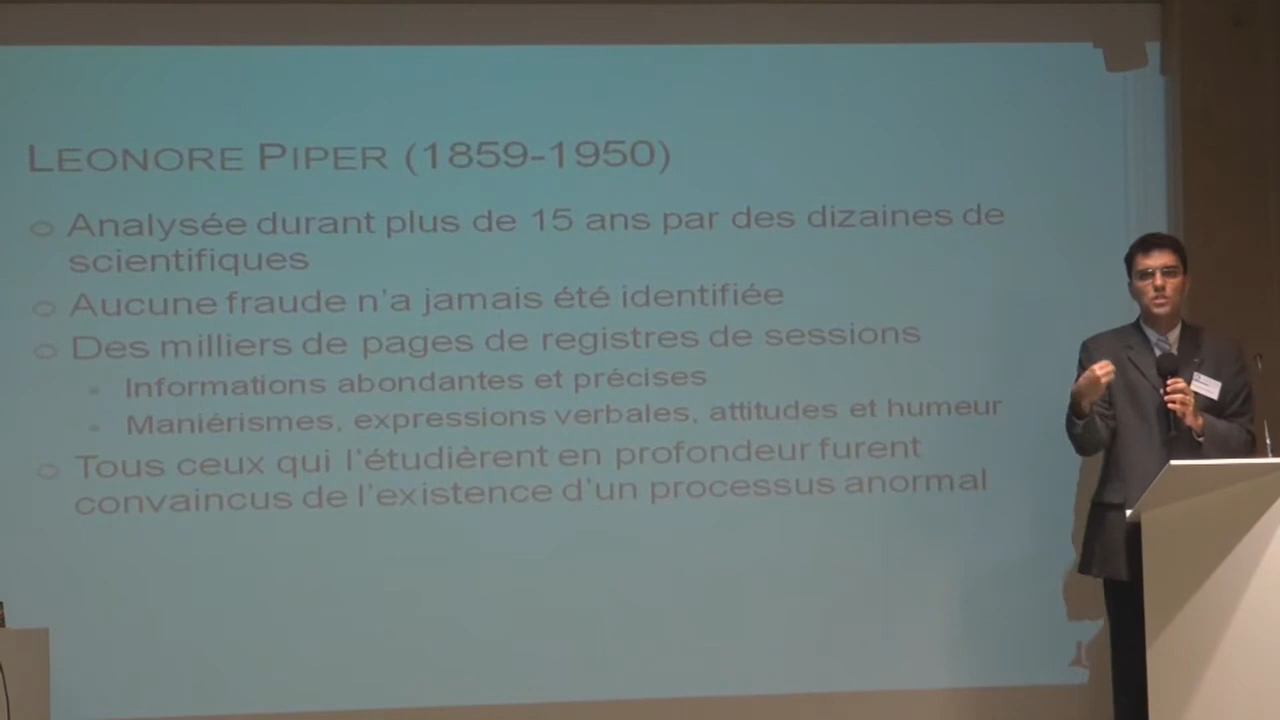 LEONORE PIPER (1859-1950)
Analysée durant plus de 15 ans par des dizaines de
scientifiques
Aucune fraude n'a jamais été identifiée
Des milliers de pages de registres de sessions
Informations abondantes et précises
Maniérismes, expressions verbales, attitudes et humeur
Tous ceux qui l'étudièrent en profondeur furent
convaincus de l'existence d'un processus anormal